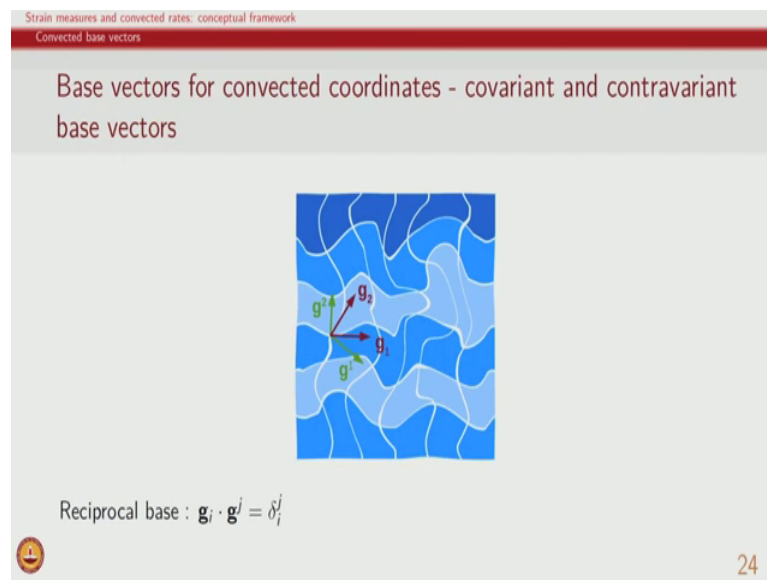 Strain measures and convected rates: conceptual framework
Convected base vectors
Base vectors for convected coordinates - covariant and contravariant
base vectors
g² g₂
g₁
g¹
Reciprocal base : gᵢ · gʲ = δᵢʲ
24